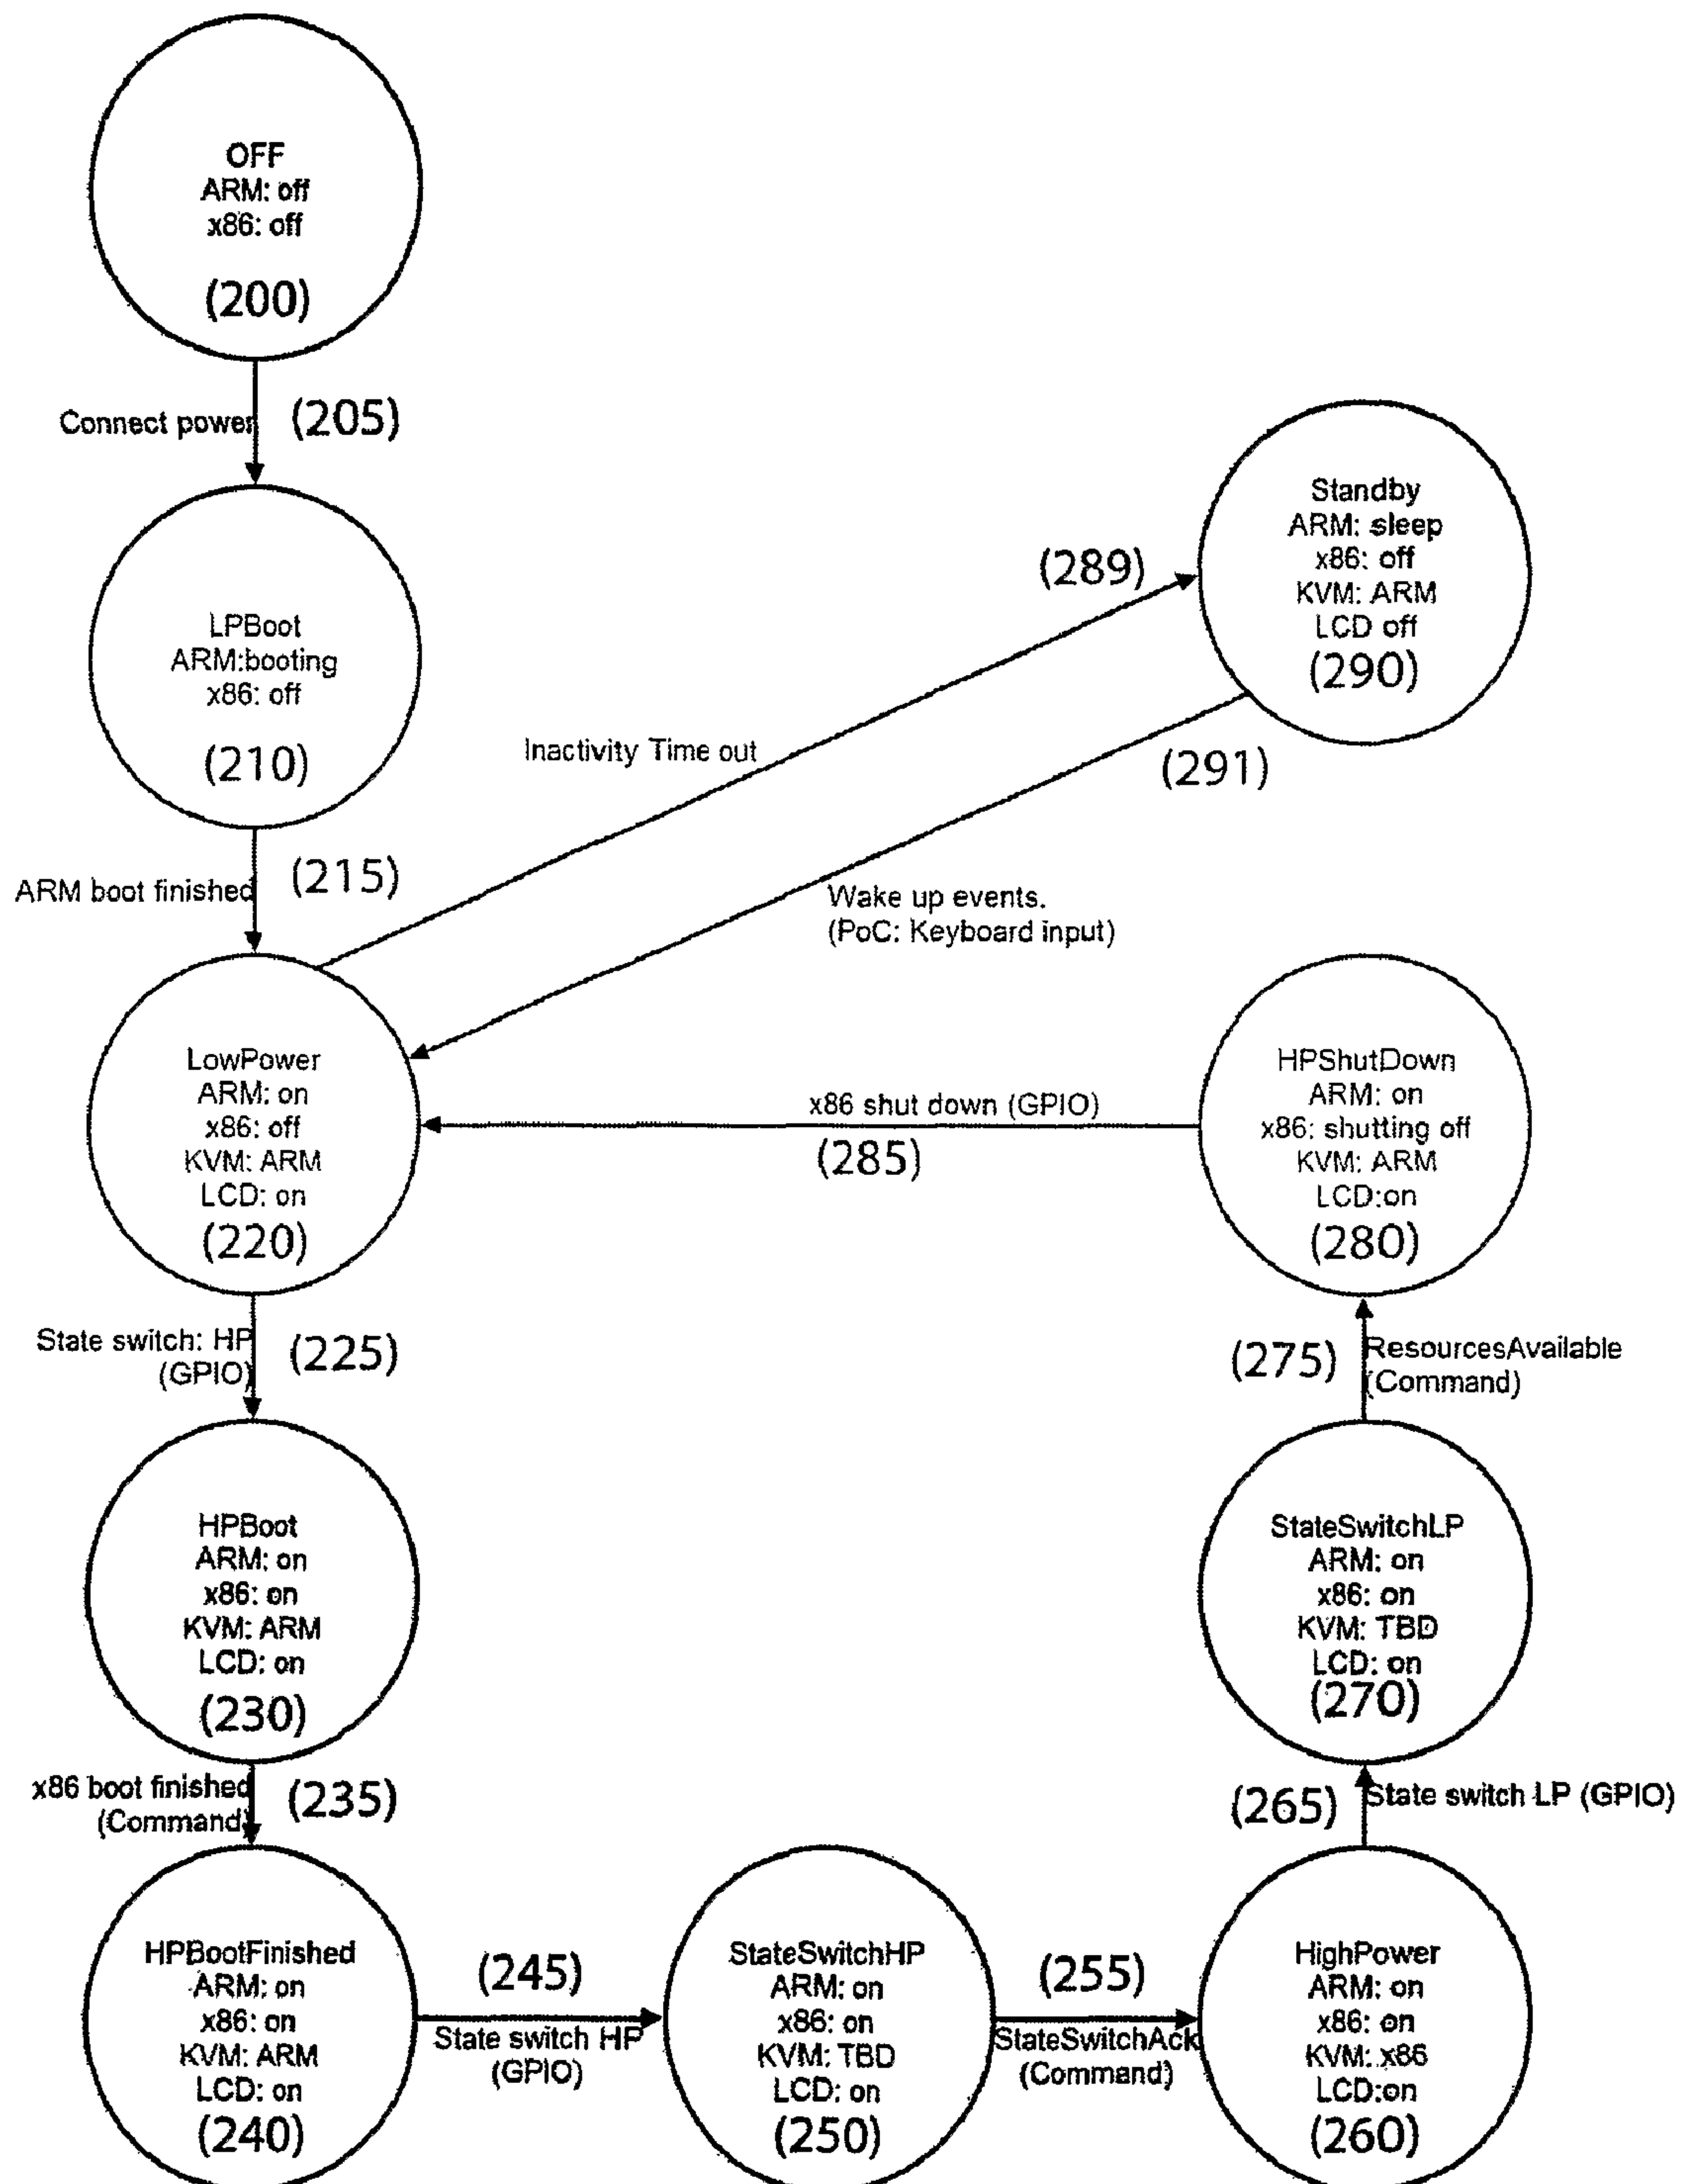 OFF
ARM: off
x86: off
(200)
Connect power
(205)
LPBoot
ARM:booting
x86: off
(210)
ARM boot finished
(215)
Standby
ARM: sleep
x86: off
KVM: ARM
LCD off
(290)
(289)
Inactivity Time out
(291)
Wake up events.
(PoC: Keyboard input)
LowPower
ARM: on
x86: off
KVM: ARM
LCD: on
(220)
x86 shut down (GPIO)
(285)
HPShutDown
ARM: on
x86: shutting off
KVM: ARM
LCD:on
(280)
State switch: HP
(GPIO)
(225)
(275)
ResourcesAvailable
(Command)
HPBoot
ARM: on
x86: on
KVM: ARM
LCD: on
(230)
StateSwitchLP
ARM: on
x86: on
KVM: TBD
LCD: on
(270)
x86 boot finished
(Command)
(235)
(265)
State switch LP (GPIO)
HPBootFinished
ARM: on
x86: on
KVM: ARM
LCD: on
(240)
(245)
State switch HP
(GPIO)
StateSwitchHP
ARM: on
x86: on
KVM: TBD
LCD: on
(250)
(255)
StateSwitchAck
(Command)
HighPower
ARM: on
x86: on
KVM: x86
LCD:on
(260)